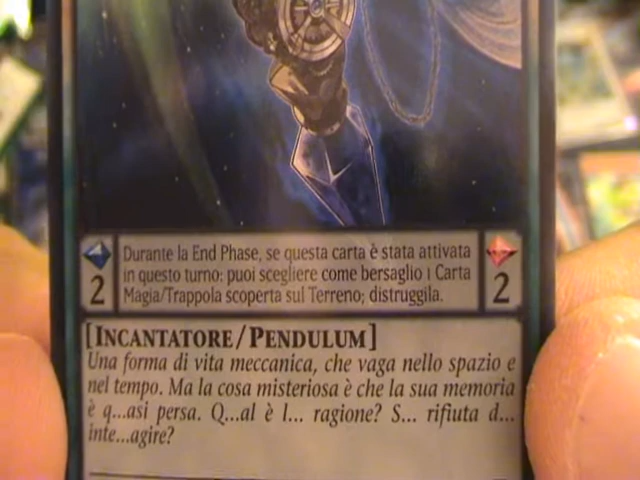 Durante la End Phase, se questa carta è stata attivata
in questo turno: puoi scegliere come bersaglio 1 Carta
Magia/Trappola scoperta sul Terreno; distruggila.
2
2
[INCANTATORE/PENDULUM]
Una forma di vita meccanica, che vaga nello spazio e
nel tempo. Ma la cosa misteriosa è che la sua memoria
è q...asi persa. Q...al è l... ragione? S... rifiuta d...
inte...agire?